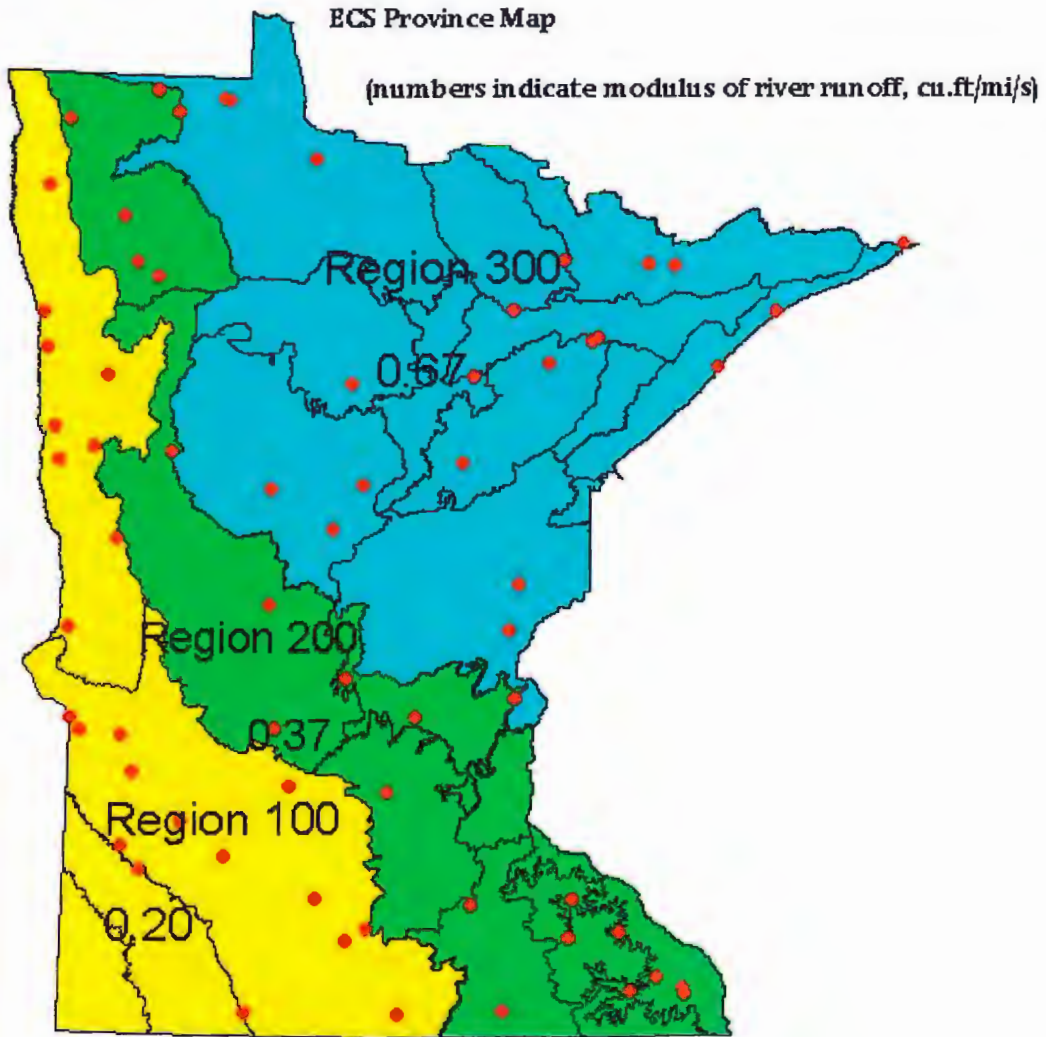 ECS Province Map
(numbers indicate modulus of river runoff, cu.ft/mi/s)
Region 300
0.67
Region 200
0.37
Region 100
0.20